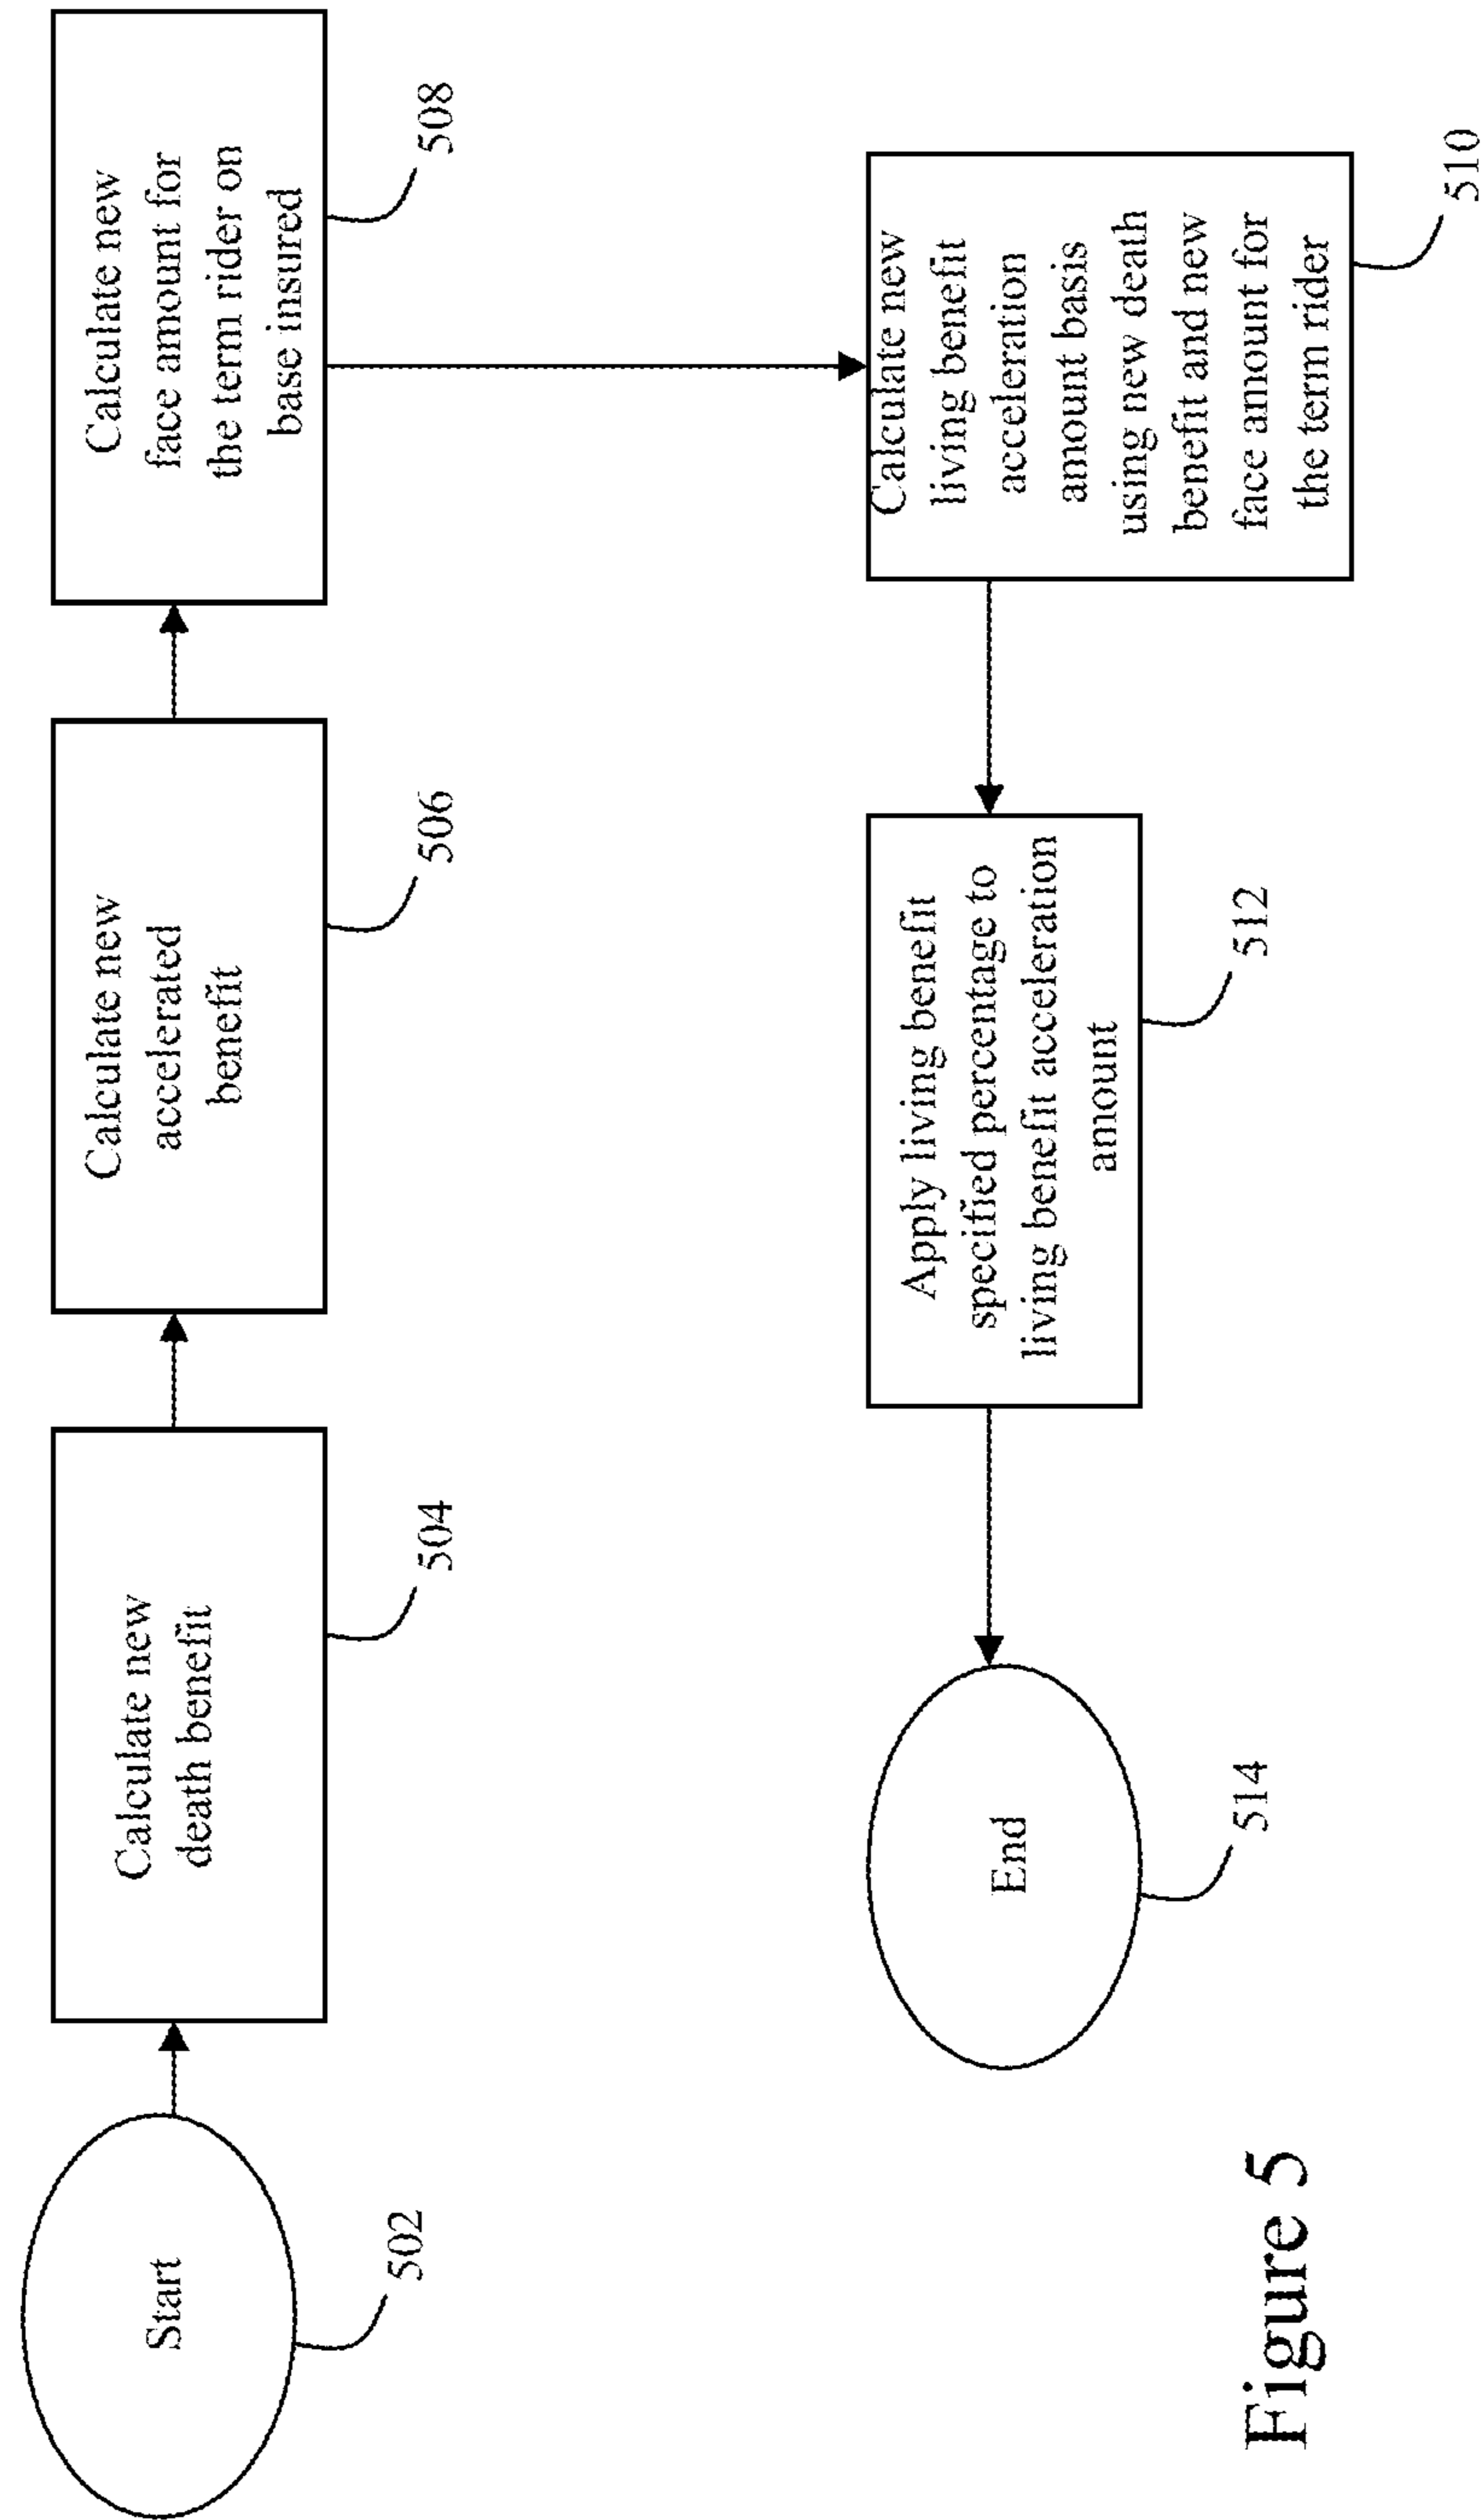 Start
502
Calculate new
death benefit
504
Calculate new
accelerated
benefit
506
Calculate new
face amount for
the term rider on
base insured
508
Calculate new
living benefit
acceleration
amount basis
using new death
benefit and new
face amount for
the term rider
510
Apply living benefit
specified percentage to
living benefit acceleration
amount
512
End
514
Figure 5